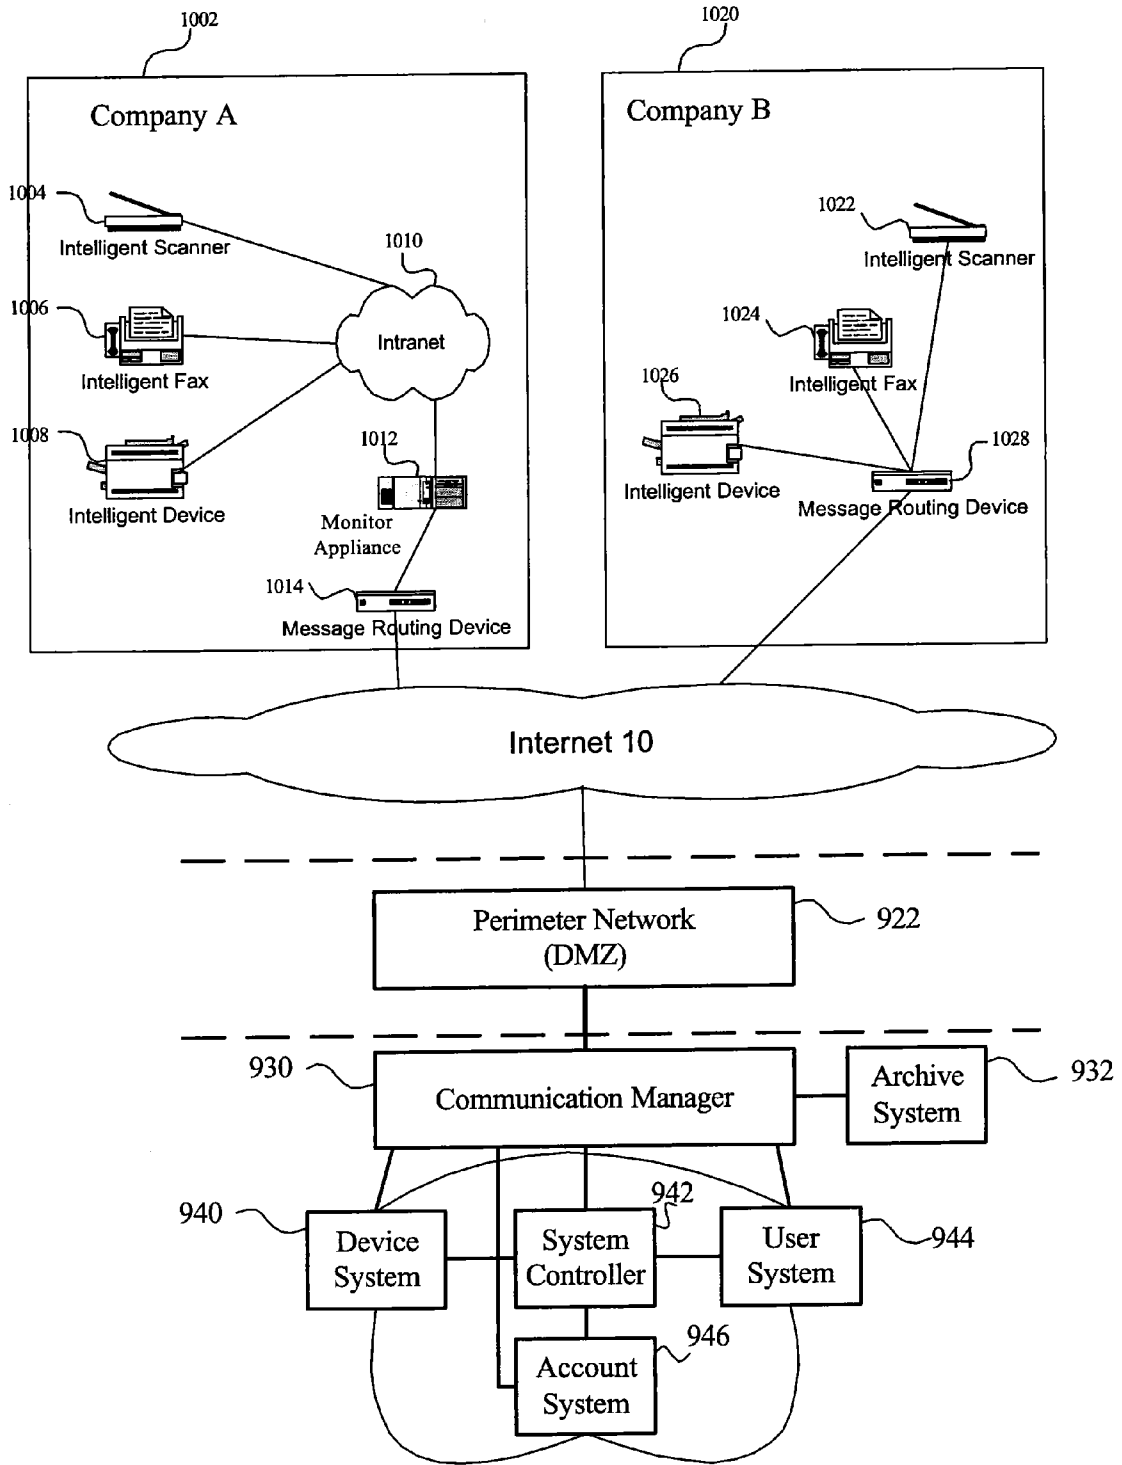 1002
1020
Company A
Company B
1004
Intelligent Scanner
1022
Intelligent Scanner
1010
Intranet
1006
Intelligent Fax
1024
Intelligent Fax
1026
Intelligent Device
1008
Intelligent Device
1012
Monitor
Appliance
1028
Message Routing Device
1014
Message Routing Device
Internet 10
Perimeter Network
(DMZ)
922
930
Communication Manager
Archive
System
932
940
Device
System
942
System
Controller
User
System
944
946
Account
System